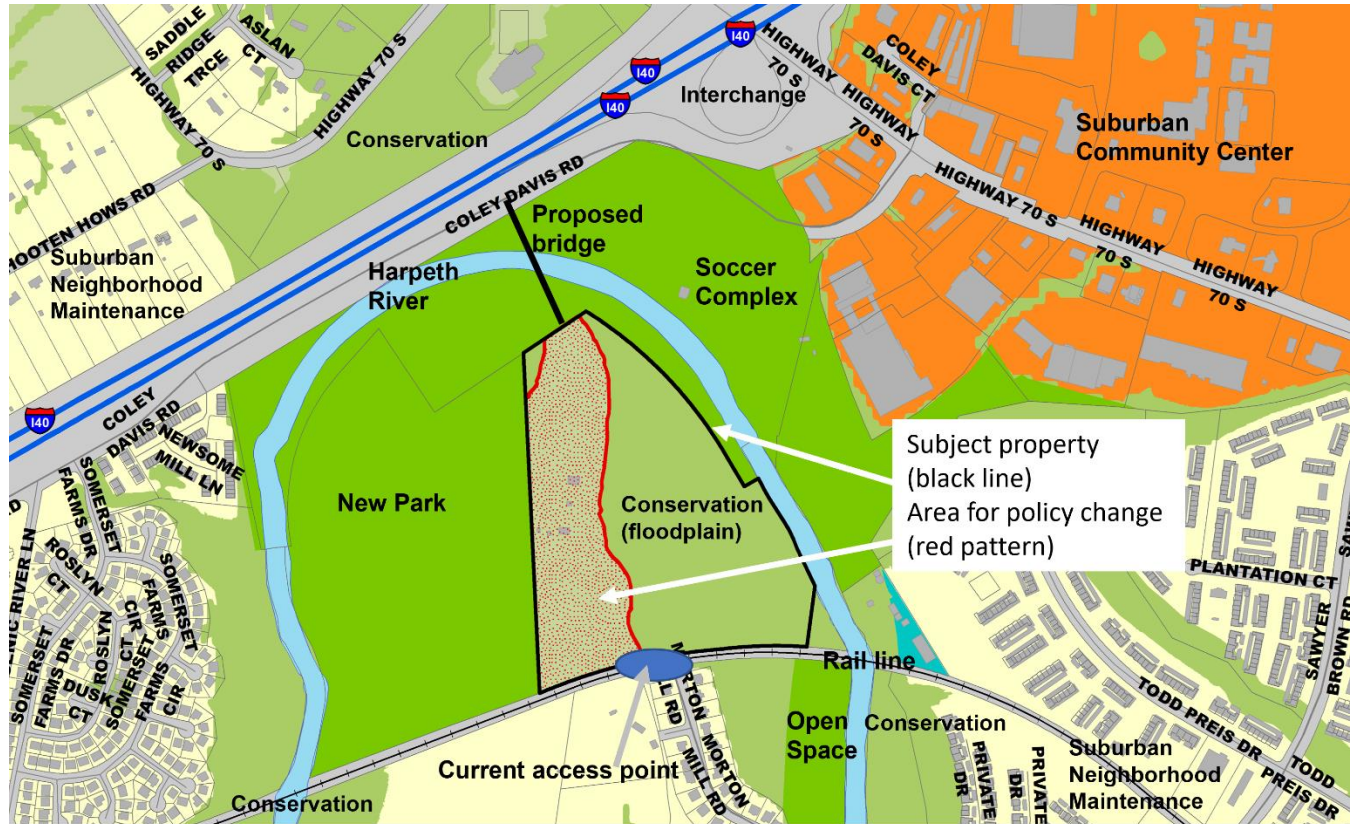 SADDLE
RIDGE
TRCE
ASLAN
CT
HIGHWAY 70 S
HIGHWAY 70 S
Conservation
HOOTEN HOWS RD
Suburban
Neighborhood
Maintenance
I40
I40
I40
Interchange
HIGHWAY
70 S
COLEY
DAVIS CT
HIGHWAY
70 S
Suburban
Community Center
HIGHWAY 70 S
HIGHWAY
70 S
HIGHWAY
70 S
COLEY DAVIS RD
Proposed
bridge
Harpeth
River
Soccer
Complex
I40
COLEY
DAVIS RD
NEWSOME
MILL LN
SOMERSET
FARMS DR
New Park
Conservation
(floodplain)
Subject property
(black line)
Area for policy change
(red pattern)
ROSLYN
CT
SOMERSET
FARMS
CIR
ROSLYN
CT
CIR
SOMERSET
FARMS
SOMERSET
FARMS DR
DUSK
CT
ENIC RIVER LN
PLANTATION CT
SAWYER
BROWN RD
Rail line
MORTON
MILL RD
MORTON
MILL RD
Current access point
Open
Space
Conservation
Conservation
TODD PREIS DR
TODD
PREIS DR
PRIVATE
DR
PRIVATE
DR
Suburban
Neighborhood
Maintenance